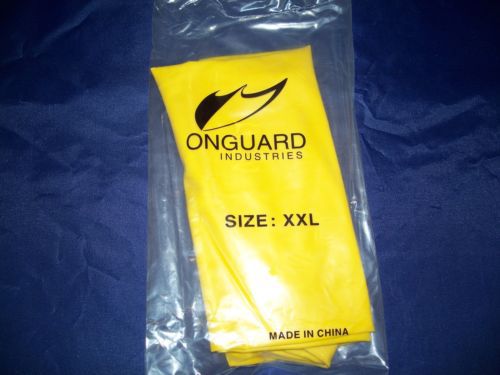 ONGUARD
INDUSTRIES
SIZE: XXL
MADE IN CHINA